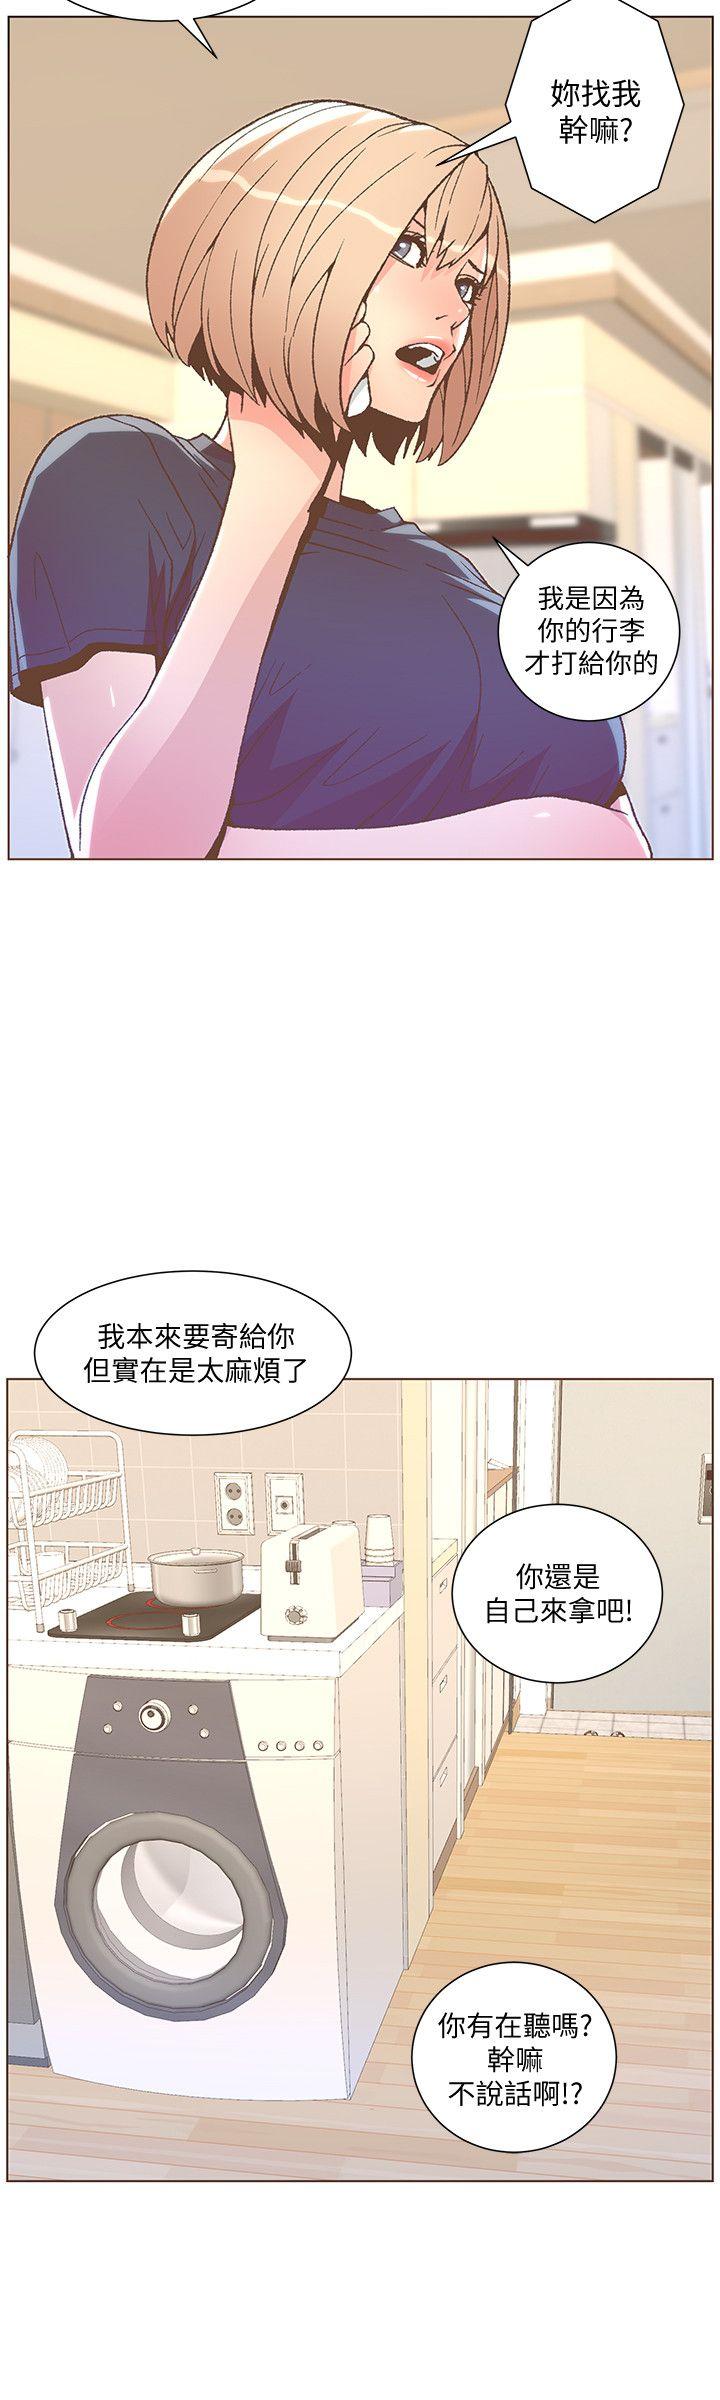 妳找我
幹嘛?
我是因為
你的行李
才打給你的
我本來要寄給你
但實在是太麻煩了
你還是
自己來拿吧!
你有在聽嗎?
幹嘛
不說話啊!?